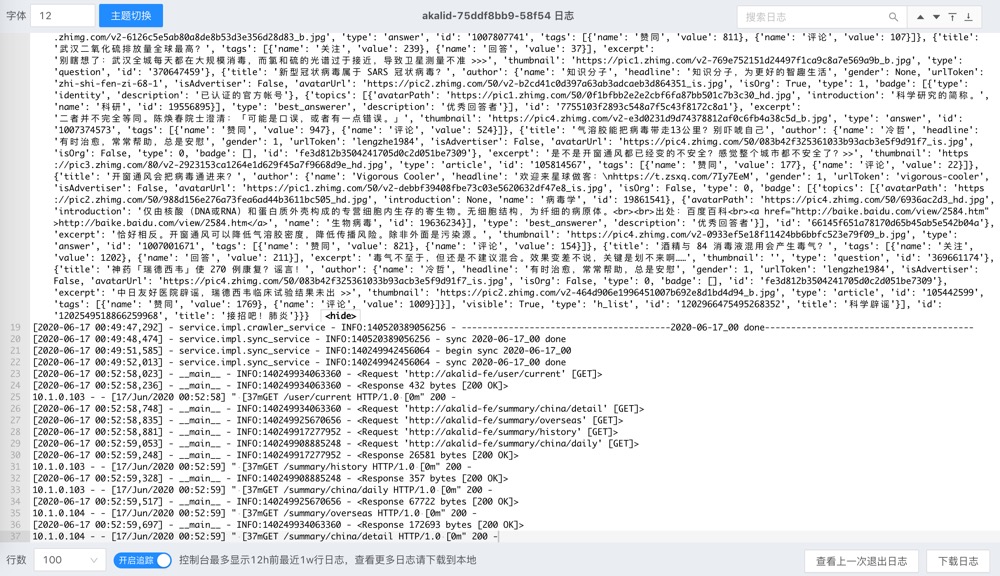 字体 12 主题切换 akalid-75ddf8bb9-58f54 日志 搜索日志
.zhimg.com/v2-6126c5e5ab80a8de8b53d3e356d28d83_b.jpg', 'type': 'answer', 'id': '1007807741', 'tags': [{'name': '赞同', 'value': 811}, {'name': '评论', 'value': 107}]}, {'title':
'武汉二氧化硫排放量全球最高？', 'tags': [{'name': '关注', 'value': 239}, {'name': '回答', 'value': 37}], 'excerpt':
'别瞎想了：武汉全城每天都在大规模消毒，而氯和硫的光谱过于接近，导致卫星测量不准 >>>', 'thumbnail': 'https://pic1.zhimg.com/v2-769e752151d24497f1ca9c8a7e569a9b_b.jpg', 'type':
'question', 'id': '370647459'}, {'title': '新型冠状病毒属于 SARS 冠状病毒？', 'author': {'name': '知识分子', 'headline': '知识分子，为更好的智趣生活', 'gender': None, 'urlToken':
'zhi-shi-fen-zi-68-1', 'isAdvertiser': False, 'avatarUrl': 'https://pic2.zhimg.com/50/v2-b2cd41c0d397a63ab3adcaeb3d864351_is.jpg', 'isOrg': True, 'type': 1, 'badge': [{'type':
'identity', 'description': '已认证的官方帐号'}, {'topics': [{'avatarPath': 'https://pic1.zhimg.com/50/0f1bfbb2e2e2cbf6fa87bb501c7b3c30_hd.jpg', 'introduction': '科学研究的简称。',
'name': '科研', 'id': 19556895}], 'type': 'best_answerer', 'description': '优秀回答者'}], 'id': '7755103f2893c548a7f5c43f8172c8a1'}, 'excerpt':
'二者并不完全等同。陈焕春院士澄清：「可能是口误，或者有一点错误。」', 'thumbnail': 'https://pic4.zhimg.com/v2-e3d0231d9d74378812af0c6fb4a38c5d_b.jpg', 'type': 'answer', 'id':
'1007374573', 'tags': [{'name': '赞同', 'value': 947}, {'name': '评论', 'value': 524}]}, {'title': '气溶胶能把病毒带走13公里？别吓唬自己', 'author': {'name': '冷哲', 'headline':
'有时治愈，常常帮助，总是安慰', 'gender': 1, 'urlToken': 'lengzhe1984', 'isAdvertiser': False, 'avatarUrl': 'https://pic4.zhimg.com/50/083b42f325361033b93acb3e5f9d91f7_is.jpg',
'isOrg': False, 'type': 0, 'badge': [], 'id': 'fe3d812b3504241705d0c2d051be7309'}, 'excerpt': '是不是开窗通风都已经变的不安全？感觉整个城市都不安全了？>>', 'thumbnail':
'https://pic3.zhimg.com/80/v2-2923153ca1264e1d629f45a7f9668d9e_hd.jpg', 'type': 'article', 'id': '105814567', 'tags': [{'name': '赞同', 'value': 177}, {'name': '评论', 'value': 22}]},
{'title': '开窗通风会把病毒通进来？', 'author': {'name': 'Vigorous Cooler', 'headline': '欢迎来星球做客：\nhttps://t.zsxq.com/7Iy7EeM', 'gender': 1, 'urlToken': 'vigorous-cooler',
'isAdvertiser': False, 'avatarUrl': 'https://pic4.zhimg.com/50/v2-debbf39408fbe73c03e5620632df47e8_is.jpg', 'isOrg': False, 'type': 0, 'badge': [{'topics': [{'avatarPath': 'https:
//pic2.zhimg.com/50/988d156e276a73fea6ad44b3611bc505_hd.jpg', 'introduction': None, 'name': '病毒学', 'id': 19861541}, {'avatarPath': 'https://pic4.zhimg.com/50/6936ac2d3_hd.jpg',
'introduction': '仅由核酸（DNA或RNA）和蛋白质外壳构成的专营细胞内生存的寄生物。无细胞结构，为纤细的病原体。<br><br>出处：百度百科<br><a href="http://baike.baidu.com/view/2584.htm"
>http://baike.baidu.com/view/2584.htm</a>', 'name': '生物病毒', 'id': 19636234}], 'type': 'best_answerer', 'description': '优秀回答者'}], 'id': '66145f651a78170d65b45ab5e542b04a'},
'excerpt': '恰好相反。开窗通风可以降低气溶胶密度，降低传播风险。除非外面是污染源。', 'thumbnail': 'https://pic4.zhimg.com/v2-0933ef5e18f11424b6b6bfc523e79f09_b.jpg', 'type':
'answer', 'id': '1007001671', 'tags': [{'name': '赞同', 'value': 821}, {'name': '评论', 'value': 154}]}, {'title': '酒精与 84 消毒液混用会产生毒气？', 'tags': [{'name': '关注',
'value': 1202}, {'name': '回答', 'value': 211}], 'excerpt': '毒气不至于，但还是不建议混合。效果变差不说，关键是划不来啊……', 'thumbnail': '', 'type': 'question', 'id': '369661174'},
{'title': '神药「瑞德西韦」使 270 例康复？谣言！', 'author': {'name': '冷哲', 'headline': '有时治愈，常常帮助，总是安慰', 'gender': 1, 'urlToken': 'lengzhe1984', 'isAdvertiser':
False, 'avatarUrl': 'https://pic4.zhimg.com/50/083b42f325361033b93acb3e5f9d91f7_is.jpg', 'isOrg': False, 'type': 0, 'badge': [], 'id': 'fe3d812b3504241705d0c2d051be7309'},
'excerpt': '中日友好医院辟谣，瑞德西韦临床试验结果未出 >>', 'thumbnail': 'https://pic2.zhimg.com/v2-464d906e1996451007b692e8d1bd4d94_b.jpg', 'type': 'article', 'id': '105442599',
'tags': [{'name': '赞同', 'value': 1769}, {'name': '评论', 'value': 1009}]}], 'visible': True, 'type': 'h_list', 'id': '1202966475495268352', 'title': '科学辟谣'}], 'id':
'1202549518866259968', 'title': '接招吧！肺炎'}}} <hide>
19 [2020-06-17 00:49:47,292] - service.impl.crawler_service - INFO:140520389056256 - --------------------------------------------2020-06-17_00 done--------------------------------------------
20 [2020-06-17 00:49:48,474] - service.impl.sync_service - INFO:140520389056256 - sync 2020-06-17_00 done
21 [2020-06-17 00:49:51,585] - service.impl.sync_service - INFO:140249942456064 - begin sync 2020-06-17_00
22 [2020-06-17 00:49:52,013] - service.impl.sync_service - INFO:140249942456064 - sync 2020-06-17_00 done
23 [2020-06-17 00:52:58,023] - __main__ - INFO:140249934063360 - <Request 'http://akalid-fe/user/current' [GET]>
24 [2020-06-17 00:52:58,236] - __main__ - INFO:140249934063360 - <Response 432 bytes [200 OK]>
25 10.1.0.103 - - [17/Jun/2020 00:52:58] " [37mGET /user/current HTTP/1.0 [0m" 200 -
26 [2020-06-17 00:52:58,748] - __main__ - INFO:140249934063360 - <Request 'http://akalid-fe/summary/china/detail' [GET]>
27 [2020-06-17 00:52:58,835] - __main__ - INFO:140249925670656 - <Request 'http://akalid-fe/summary/overseas' [GET]>
28 [2020-06-17 00:52:58,881] - __main__ - INFO:140249917277952 - <Request 'http://akalid-fe/summary/history' [GET]>
29 [2020-06-17 00:52:59,053] - __main__ - INFO:140249908885248 - <Request 'http://akalid-fe/summary/china/daily' [GET]>
30 [2020-06-17 00:52:59,248] - __main__ - INFO:140249917277952 - <Response 26581 bytes [200 OK]>
31 10.1.0.103 - - [17/Jun/2020 00:52:59] " [37mGET /summary/history HTTP/1.0 [0m" 200 -
32 [2020-06-17 00:52:59,328] - __main__ - INFO:140249908885248 - <Response 357 bytes [200 OK]>
33 10.1.0.103 - - [17/Jun/2020 00:52:59] " [37mGET /summary/china/daily HTTP/1.0 [0m" 200 -
34 [2020-06-17 00:52:59,517] - __main__ - INFO:140249925670656 - <Response 67722 bytes [200 OK]>
35 10.1.0.104 - - [17/Jun/2020 00:52:59] " [37mGET /summary/overseas HTTP/1.0 [0m" 200 -
36 [2020-06-17 00:52:59,697] - __main__ - INFO:140249934063360 - <Response 172693 bytes [200 OK]>
37 10.1.0.104 - - [17/Jun/2020 00:52:59] " [37mGET /summary/china/detail HTTP/1.0 [0m" 200 -
行数 100 开启追踪 控制台最多显示12h前最近1w行日志，查看更多日志请下载到本地 查看上一次退出日志 下载日志